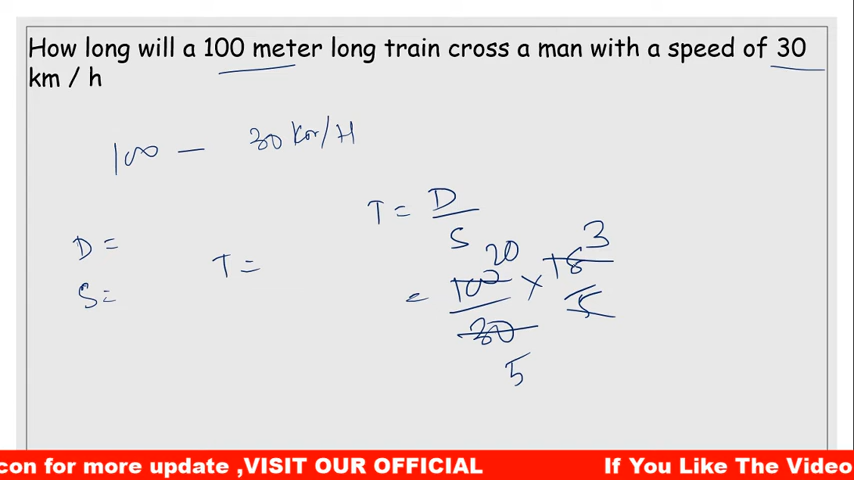 How long will a 100 meter long train cross a man with a speed of 30
km / h
100 — 30 Km/H
T = D
S
D =
T =
S =
20 3
= 100 × 18
30 5
5
con for more update ,VISIT OUR OFFICIAL If You Like The Video